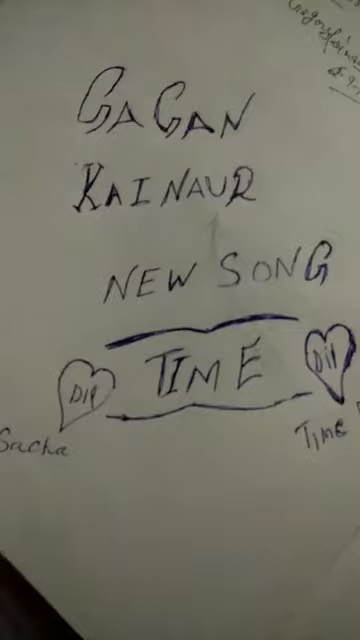 GAGAN
KAINAUR
NEW SONG
TIME
Dil
Dil
Sacha
TIME